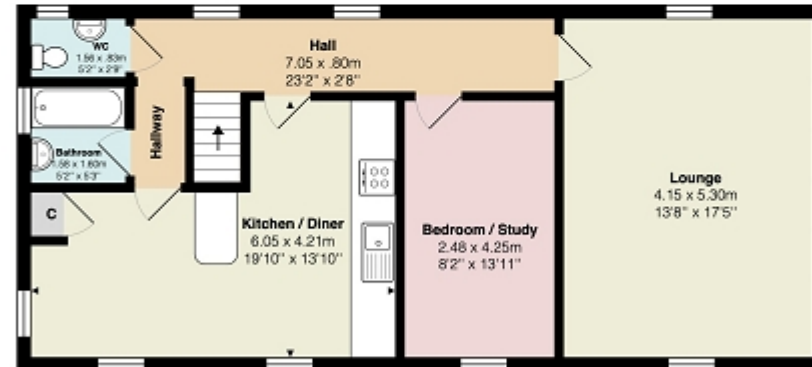 WC
1.56 x .83m
5'2" x 2'9"
Hall
7.05 x .80m
23'2" x 2'8"
Hallway
Bathroom
1.56 x 1.60m
5'2" x 5'3"
C
Kitchen / Diner
6.05 x 4.21m
19'10" x 13'10"
Bedroom / Study
2.48 x 4.25m
8'2" x 13'11"
Lounge
4.15 x 5.30m
13'8" x 17'5"